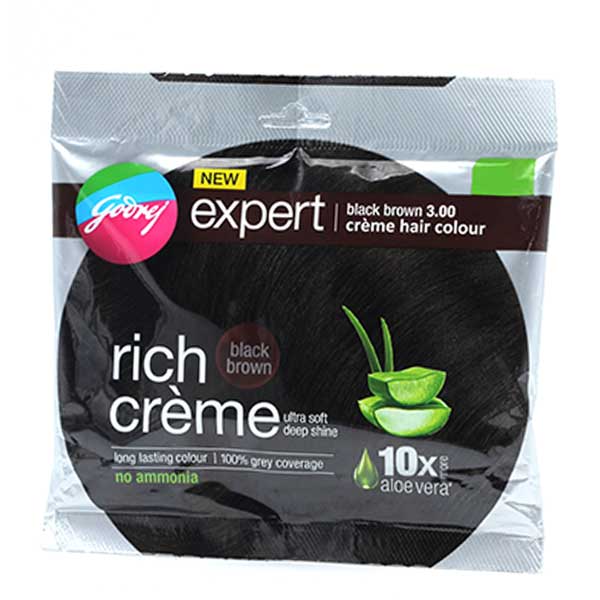 Godrej
NEW
expert
black brown 3.00
crème hair colour
rich
crème
black
brown
ultra soft
deep shine
long lasting colour | 100% grey coverage
no ammonia
10x more
aloe vera*